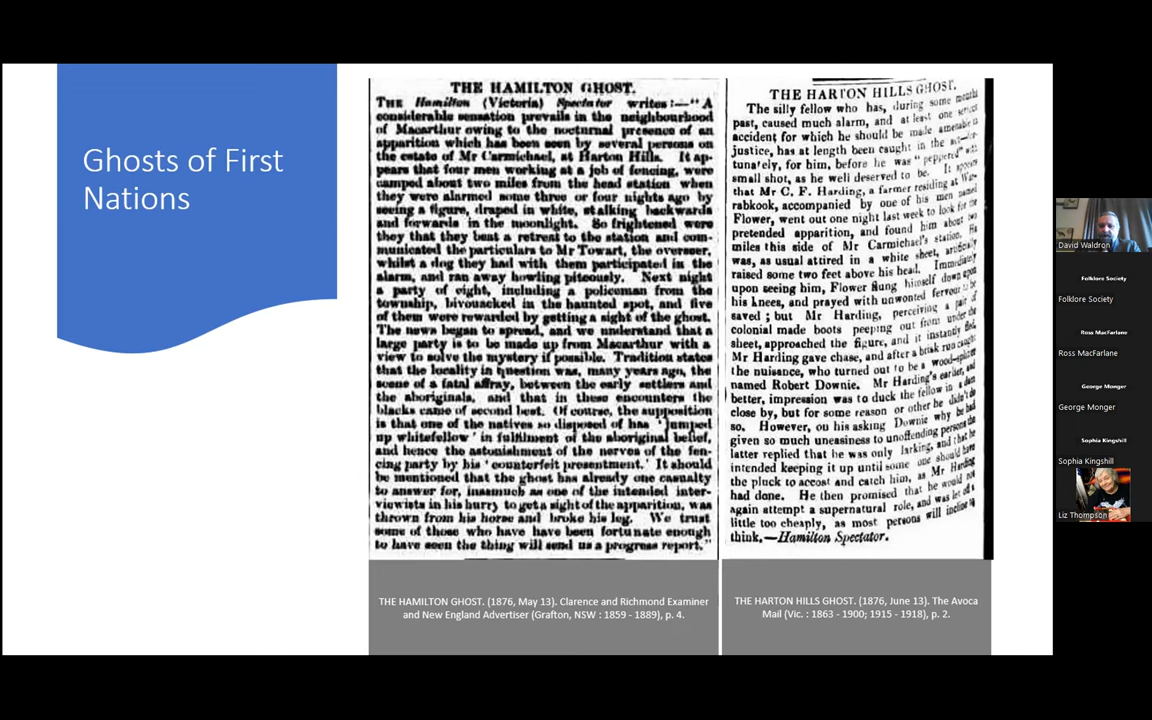 Ghosts of First
Nations
THE HAMILTON GHOST.
THE Hamilton (Victoria) Spectator writes:—"A
considerable sensation prevails in the neighbourhood
of Macarthur owing to the nocturnal presence of an
apparition which has been seen by several persons on
the estate of Mr Carmichael, at Harton Hills. It ap-
pears that four men working at a job of fencing, were
camped about two miles from the head station when
they were alarmed some three or four nights ago by
seeing a figure, draped in white, stalking backwards
and forwards in the moonlight. So frightened were
they that they beat a retreat to the station and com-
municated the particulars to Mr Towart, the overseer,
whilst a dog they had with them participated in the
alarm, and ran away howling piteously. Next night
a party of eight, including a policeman from the
township, bivouacked in the haunted spot, and five
of them were rewarded by getting a sight of the ghost.
The news began to spread, and we understand that a
large party is to be made up from Macarthur with a
view to solve the mystery if possible. Tradition states
that the locality in question was, many years ago, the
scene of a fatal affray, between the early settlers and
the aboriginals, and that in these encounters the
blacks came of second best. Of course, the supposition
is that one of the natives so disposed of has 'jumped
up whitefellow' in fulfilment of the aboriginal belief,
and hence the astonishment of the nerves of the fen-
cing party by his 'counterfeit presentment.' It should
be mentioned that the ghost has already one casualty
to answer for, inasmuch as one of the intended inter-
viewists in his hurry to get a sight of the apparition, was
thrown from his horse and broke his leg. We trust
some of those who have have been fortunate enough
to have seen the thing will send us a progress report."
THE HAMILTON GHOST. (1876, May 13). Clarence and Richmond Examiner
and New England Advertiser (Grafton, NSW : 1859 - 1889), p. 4.
THE HARTON HILLS GHOST.
The silly fellow who has, during some months
past, caused much alarm, and at least one serious
accident for which he should be made amenable to
justice, has at length been caught in the act—for-
tunately, for him, before he was "peppered" with
small shot, as he well deserved to be. It appears
that Mr C. F. Harding, a farmer residing at War-
rabkook, accompanied by one of his men named
Flower, went out one night last week to look for the
pretended apparition, and found him about two
miles this side of Mr Carmichael's station. He
was, as usual attired in a white sheet, artificially
raised some two feet above his head. Immediately
upon seeing him, Flower flung himself down upon
his knees, and prayed with unwonted fervour to be
saved; but Mr Harding, perceiving a pair of
colonial made boots peeping out from under the
sheet, approached the figure, and it instantly fled.
Mr Harding gave chase, and after a brisk run caught
the nuisance, who turned out to be a wood-splitter
named Robert Downie. Mr Harding's earlier, and
better, impression was to duck the fellow in a dam
close by, but for some reason or other he didn't do
so. However, on his asking Downie why he had
given so much uneasiness to unoffending persons the
latter replied that he was only larking, and that he
intended keeping it up until some one should have
the pluck to accost and catch him, as Mr Harding
had done. He then promised that he would not
again attempt a supernatural role, and was let off a
little too cheaply, as most persons will incline to
think.—Hamilton Spectator.
THE HARTON HILLS GHOST. (1876, June 13). The Avoca
Mail (Vic. : 1863 - 1900; 1915 - 1918), p. 2.
David Waldron
Folklore Society
Folklore Society
Ross MacFarlane
Ross MacFarlane
George Monger
George Monger
Sophia Kingshill
Sophia Kingshill
Liz Thompson